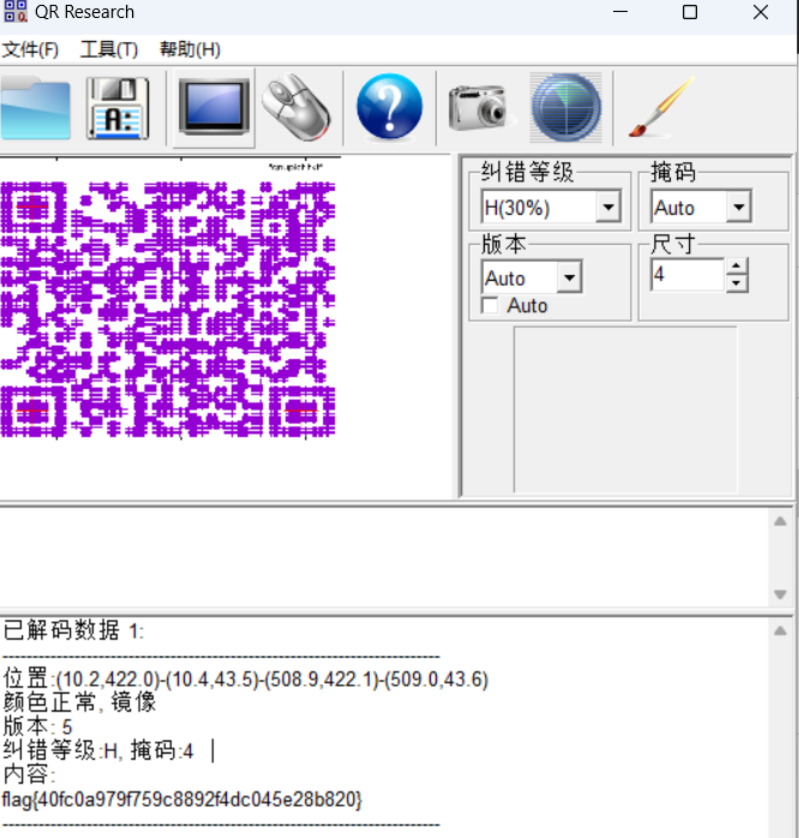 QR Research
文件(F) 工具(T) 帮助(H)
A:
"gnuplot.txt"
纠错等级 掩码
H(30%) Auto
版本 尺寸
Auto 4
Auto
已解码数据 1:
位置:(10.2,422.0)-(10.4,43.5)-(508.9,422.1)-(509.0,43.6)
颜色正常, 镜像
版本: 5
纠错等级:H, 掩码:4
内容:
flag{40fc0a979f759c8892f4dc045e28b820}